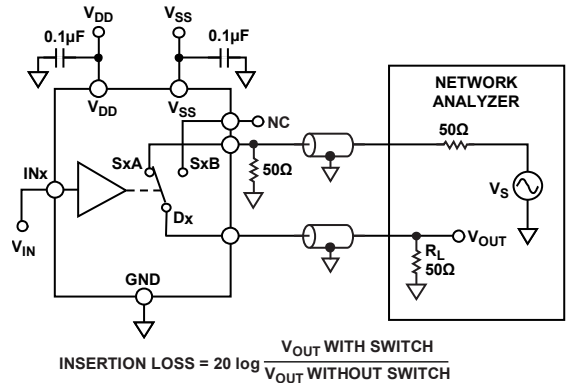 V_DD V_SS
0.1µF 0.1µF
V_DD V_SS
NC
NETWORK
ANALYZER
50Ω
SxA SxB
50Ω
INx
V_S
Dx
V_OUT
V_IN
R_L
50Ω
GND
INSERTION LOSS = 20 log V_OUT WITH SWITCH
V_OUT WITHOUT SWITCH